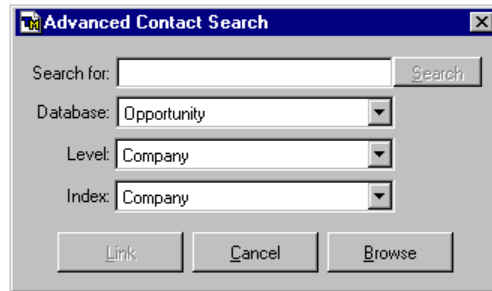 Advanced Contact Search
Search for: Search
Database: Opportunity
Level: Company
Index: Company
Link Cancel Browse